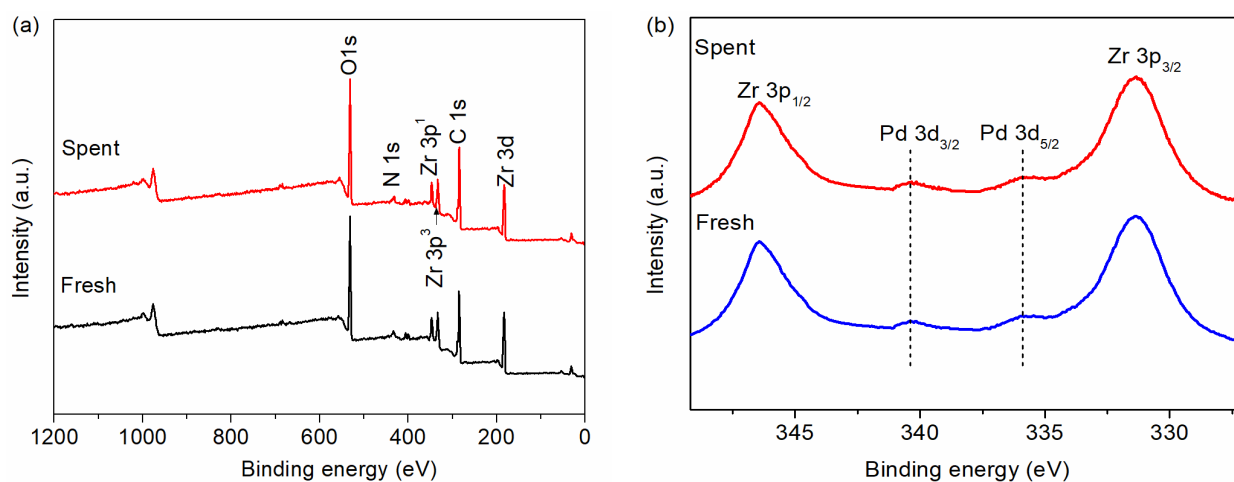 (a)
Spent
Fresh
O1s
N 1s
Zr 3p¹
Zr 3p³
C 1s
Zr 3d
Intensity (a.u.)
1200 1000 800 600 400 200 0
Binding energy (eV)
(b)
Spent
Fresh
Zr 3p₁/₂
Pd 3d₃/₂
Pd 3d₅/₂
Zr 3p₃/₂
Intensity (a.u.)
345 340 335 330
Binding energy (eV)